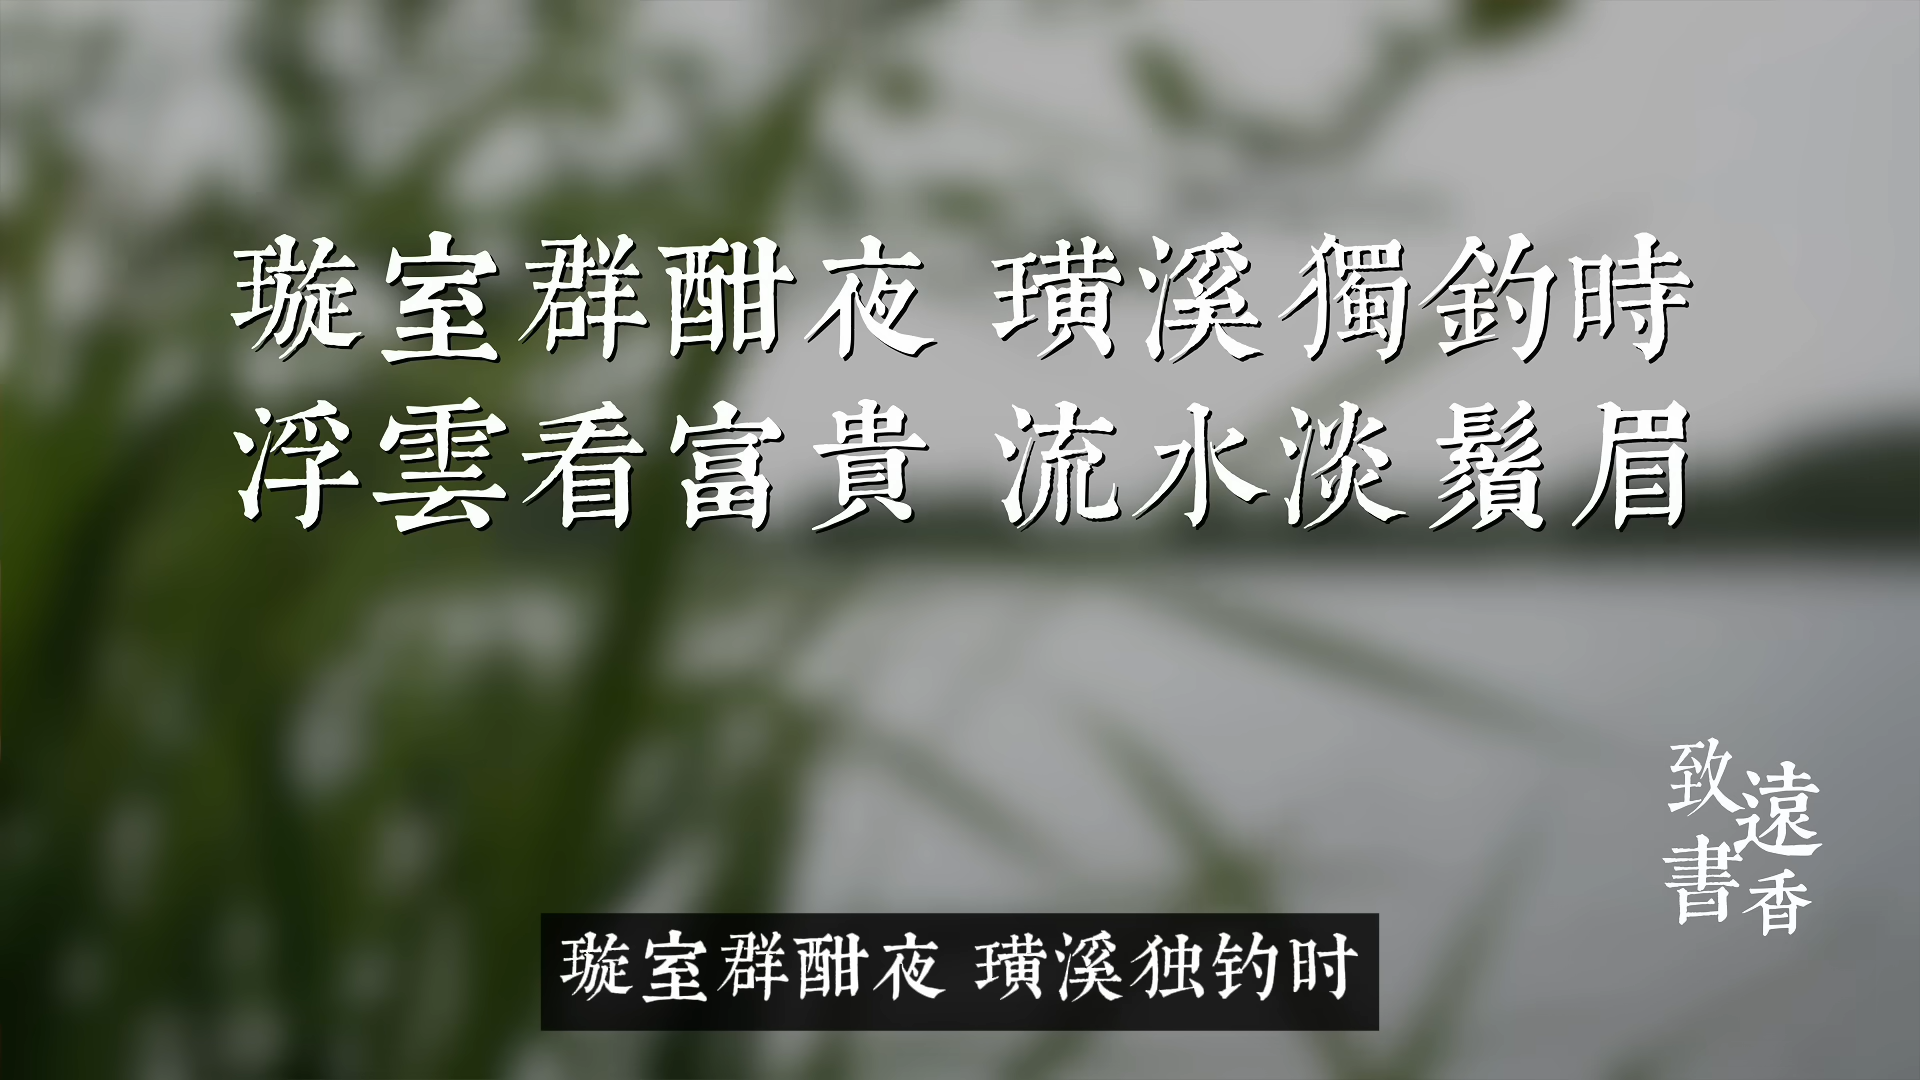 璇室群酣夜 璜溪獨釣時
浮雲看富貴 流水淡鬚眉
致遠
書香
璇室群酣夜 璜溪独钓时